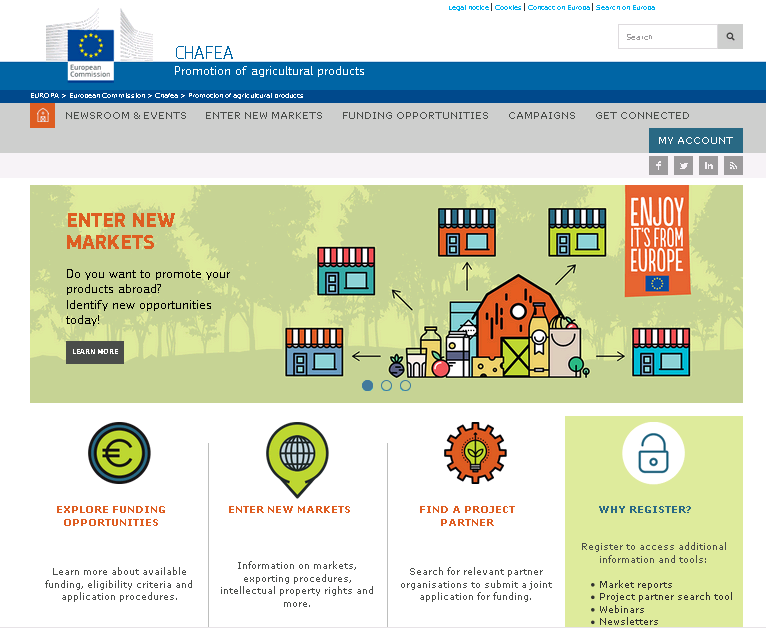 Legal notice | Cookies | Contact on Europa | Search on Europa
Search
European
Commission
CHAFEA
Promotion of agricultural products
EUROPA > European Commission > Chafea > Promotion of agricultural products
NEWSROOM & EVENTS ENTER NEW MARKETS FUNDING OPPORTUNITIES CAMPAIGNS GET CONNECTED
MY ACCOUNT
ENTER NEW
MARKETS
Do you want to promote your
products abroad?
Identify new opportunities
today!
LEARN MORE
ENJOY
IT'S FROM
EUROPE
EXPLORE FUNDING
OPPORTUNITIES
Learn more about available
funding, eligibility criteria and
application procedures.
ENTER NEW MARKETS
Information on markets,
exporting procedures,
intellectual property rights and
more.
FIND A PROJECT
PARTNER
Search for relevant partner
organisations to submit a joint
application for funding.
WHY REGISTER?
Register to access additional
information and tools:
• Market reports
• Project partner search tool
• Webinars
• Newsletters